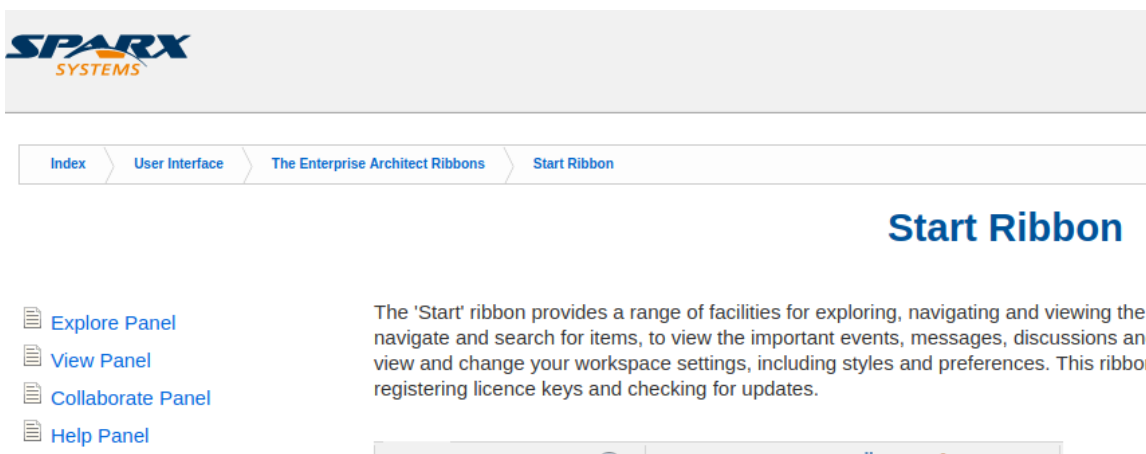 SPARX
SYSTEMS
Index User Interface The Enterprise Architect Ribbons Start Ribbon
Start Ribbon
Explore Panel
View Panel
Collaborate Panel
Help Panel
The 'Start' ribbon provides a range of facilities for exploring, navigating and viewing the
navigate and search for items, to view the important events, messages, discussions an
view and change your workspace settings, including styles and preferences. This ribbo
registering licence keys and checking for updates.